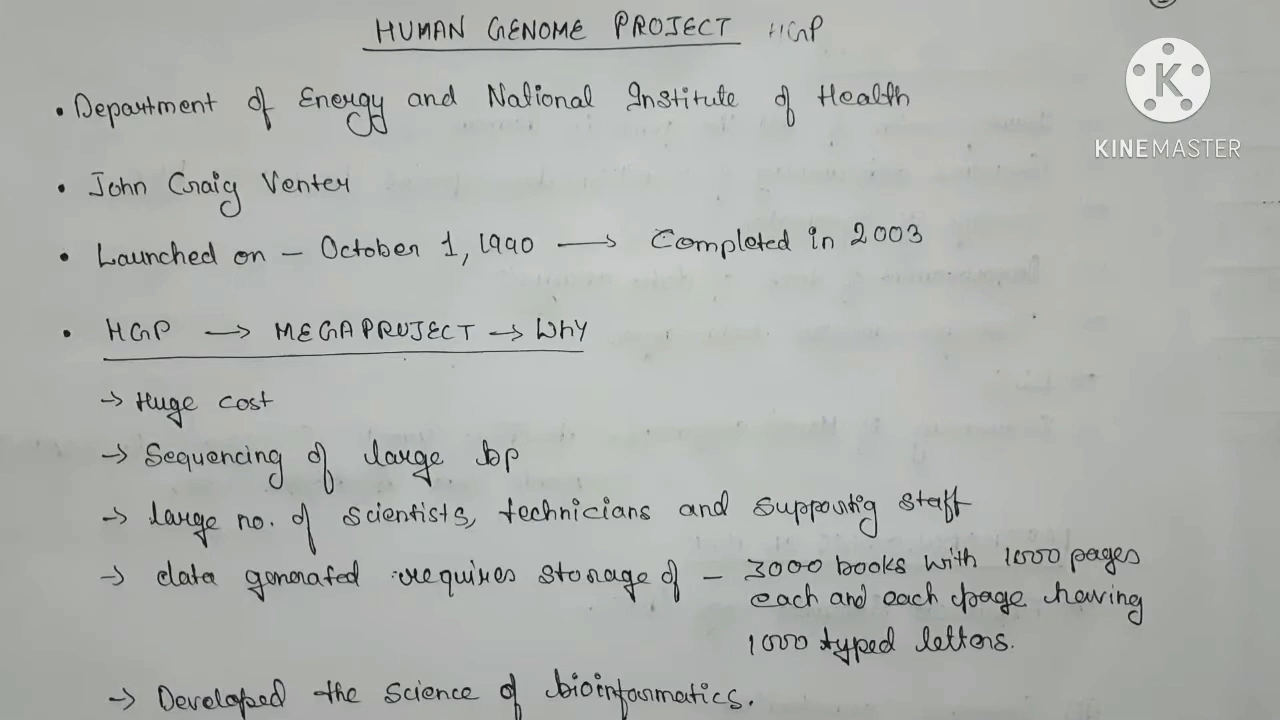 HUMAN GENOME PROJECT HGP
K
KINEMASTER
• Department of Energy and National Institute of Health
• John Craig Venter
• Launched on – October 1, 1990 → Completed in 2003
• HGP → MEGAPROJECT → Why
→ Huge cost
→ Sequencing of large bp
→ large no. of scientists, technicians and supporting staff
→ data generated requires storage of – 3000 books with 1000 pages
each and each page having
1000 typed letters.
→ Developed the science of bioinformatics.